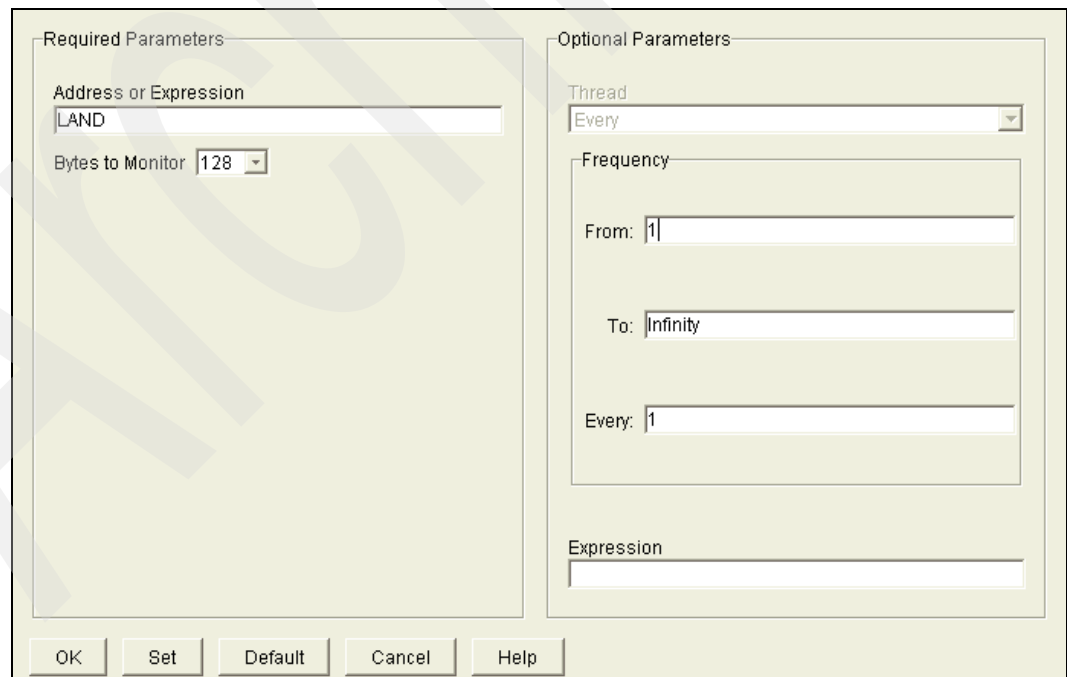 Required Parameters
Address or Expression
LAND
Bytes to Monitor 128
Optional Parameters
Thread
Every
Frequency
From: 1
To: Infinity
Every: 1
Expression
OK Set Default Cancel Help